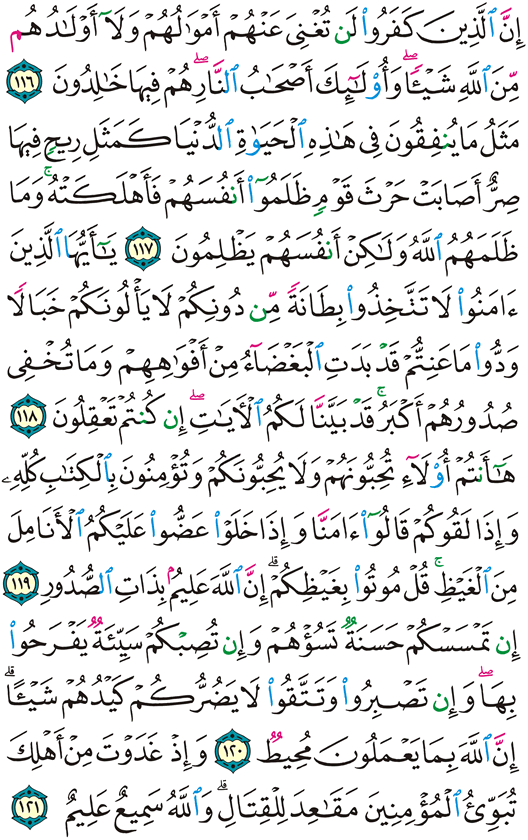 إِنَّ ٱلَّذِينَ كَفَرُوا۟ لَن تُغْنِىَ عَنْهُمْ أَمْوَٰلُهُمْ وَلَآ أَوْلَـٰدُهُم
مِّنَ ٱللَّهِ شَيْـًٔا ۖ وَأُو۟لَـٰٓئِكَ أَصْحَـٰبُ ٱلنَّارِ ۖ هُمْ فِيهَا خَـٰلِدُونَ ١١٦
مَثَلُ مَا يُنفِقُونَ فِى هَـٰذِهِ ٱلْحَيَوٰةِ ٱلدُّنْيَا كَمَثَلِ رِيحٍ فِيهَا
صِرٌّ أَصَابَتْ حَرْثَ قَوْمٍ ظَلَمُوٓا۟ أَنفُسَهُمْ فَأَهْلَكَتْهُ ۚ وَمَا
ظَلَمَهُمُ ٱللَّهُ وَلَـٰكِنْ أَنفُسَهُمْ يَظْلِمُونَ ١١٧ يَـٰٓأَيُّهَا ٱلَّذِينَ
ءَامَنُوا۟ لَا تَتَّخِذُوا۟ بِطَانَةً مِّن دُونِكُمْ لَا يَأْلُونَكُمْ خَبَالًا
وَدُّوا۟ مَا عَنِتُّمْ قَدْ بَدَتِ ٱلْبَغْضَآءُ مِنْ أَفْوَٰهِهِمْ وَمَا تُخْفِى
صُدُورُهُمْ أَكْبَرُ ۚ قَدْ بَيَّنَّا لَكُمُ ٱلْـَٔايَـٰتِ ۖ إِن كُنتُمْ تَعْقِلُونَ ١١٨
هَـٰٓأَنتُمْ أُو۟لَآءِ تُحِبُّونَهُمْ وَلَا يُحِبُّونَكُمْ وَتُؤْمِنُونَ بِٱلْكِتَـٰبِ كُلِّهِۦ
وَإِذَا لَقُوكُمْ قَالُوٓا۟ ءَامَنَّا وَإِذَا خَلَوْا۟ عَضُّوا۟ عَلَيْكُمُ ٱلْأَنَامِلَ
مِنَ ٱلْغَيْظِ ۚ قُلْ مُوتُوا۟ بِغَيْظِكُمْ ۗ إِنَّ ٱللَّهَ عَلِيمٌۢ بِذَاتِ ٱلصُّدُورِ ١١٩
إِن تَمْسَسْكُمْ حَسَنَةٌ تَسُؤْهُمْ وَإِن تُصِبْكُمْ سَيِّئَةٌ يَفْرَحُوا۟
بِهَا ۖ وَإِن تَصْبِرُوا۟ وَتَتَّقُوا۟ لَا يَضُرُّكُمْ كَيْدُهُمْ شَيْـًٔا ۗ
إِنَّ ٱللَّهَ بِمَا يَعْمَلُونَ مُحِيطٌ ١٢٠ وَإِذْ غَدَوْتَ مِنْ أَهْلِكَ
تُبَوِّئُ ٱلْمُؤْمِنِينَ مَقَـٰعِدَ لِلْقِتَالِ ۗ وَٱللَّهُ سَمِيعٌ عَلِيمٌ ١٢١